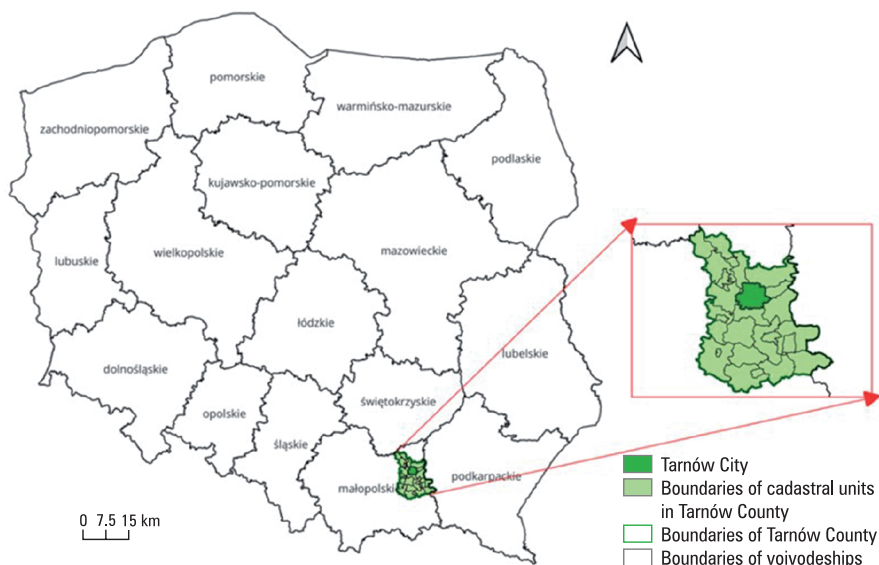 pomorskie
warmińsko-mazurskie
zachodniopomorskie
podlaskie
kujawsko-pomorskie
mazowieckie
wielkopolskie
lubuskie
łódzkie
lubelskie
dolnośląskie
świętokrzyskie
opolskie
śląskie
podkarpackie
małopolski
Tarnów City
Boundaries of cadastral units
in Tarnów County
Boundaries of Tarnów County
Boundaries of voivodeships
0 7.5 15 km